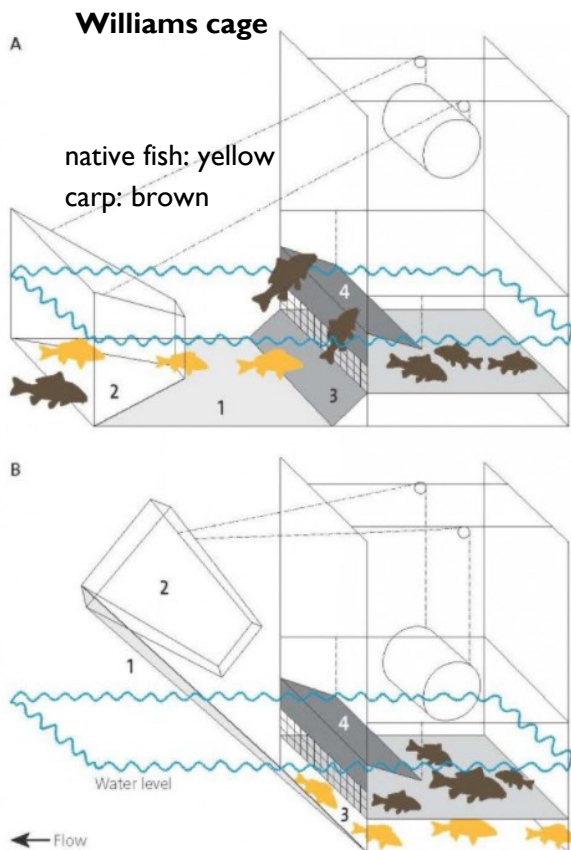 Williams cage
A
native fish: yellow
carp: brown
4
2
1
3
B
2
1
4
Water level
3
Flow